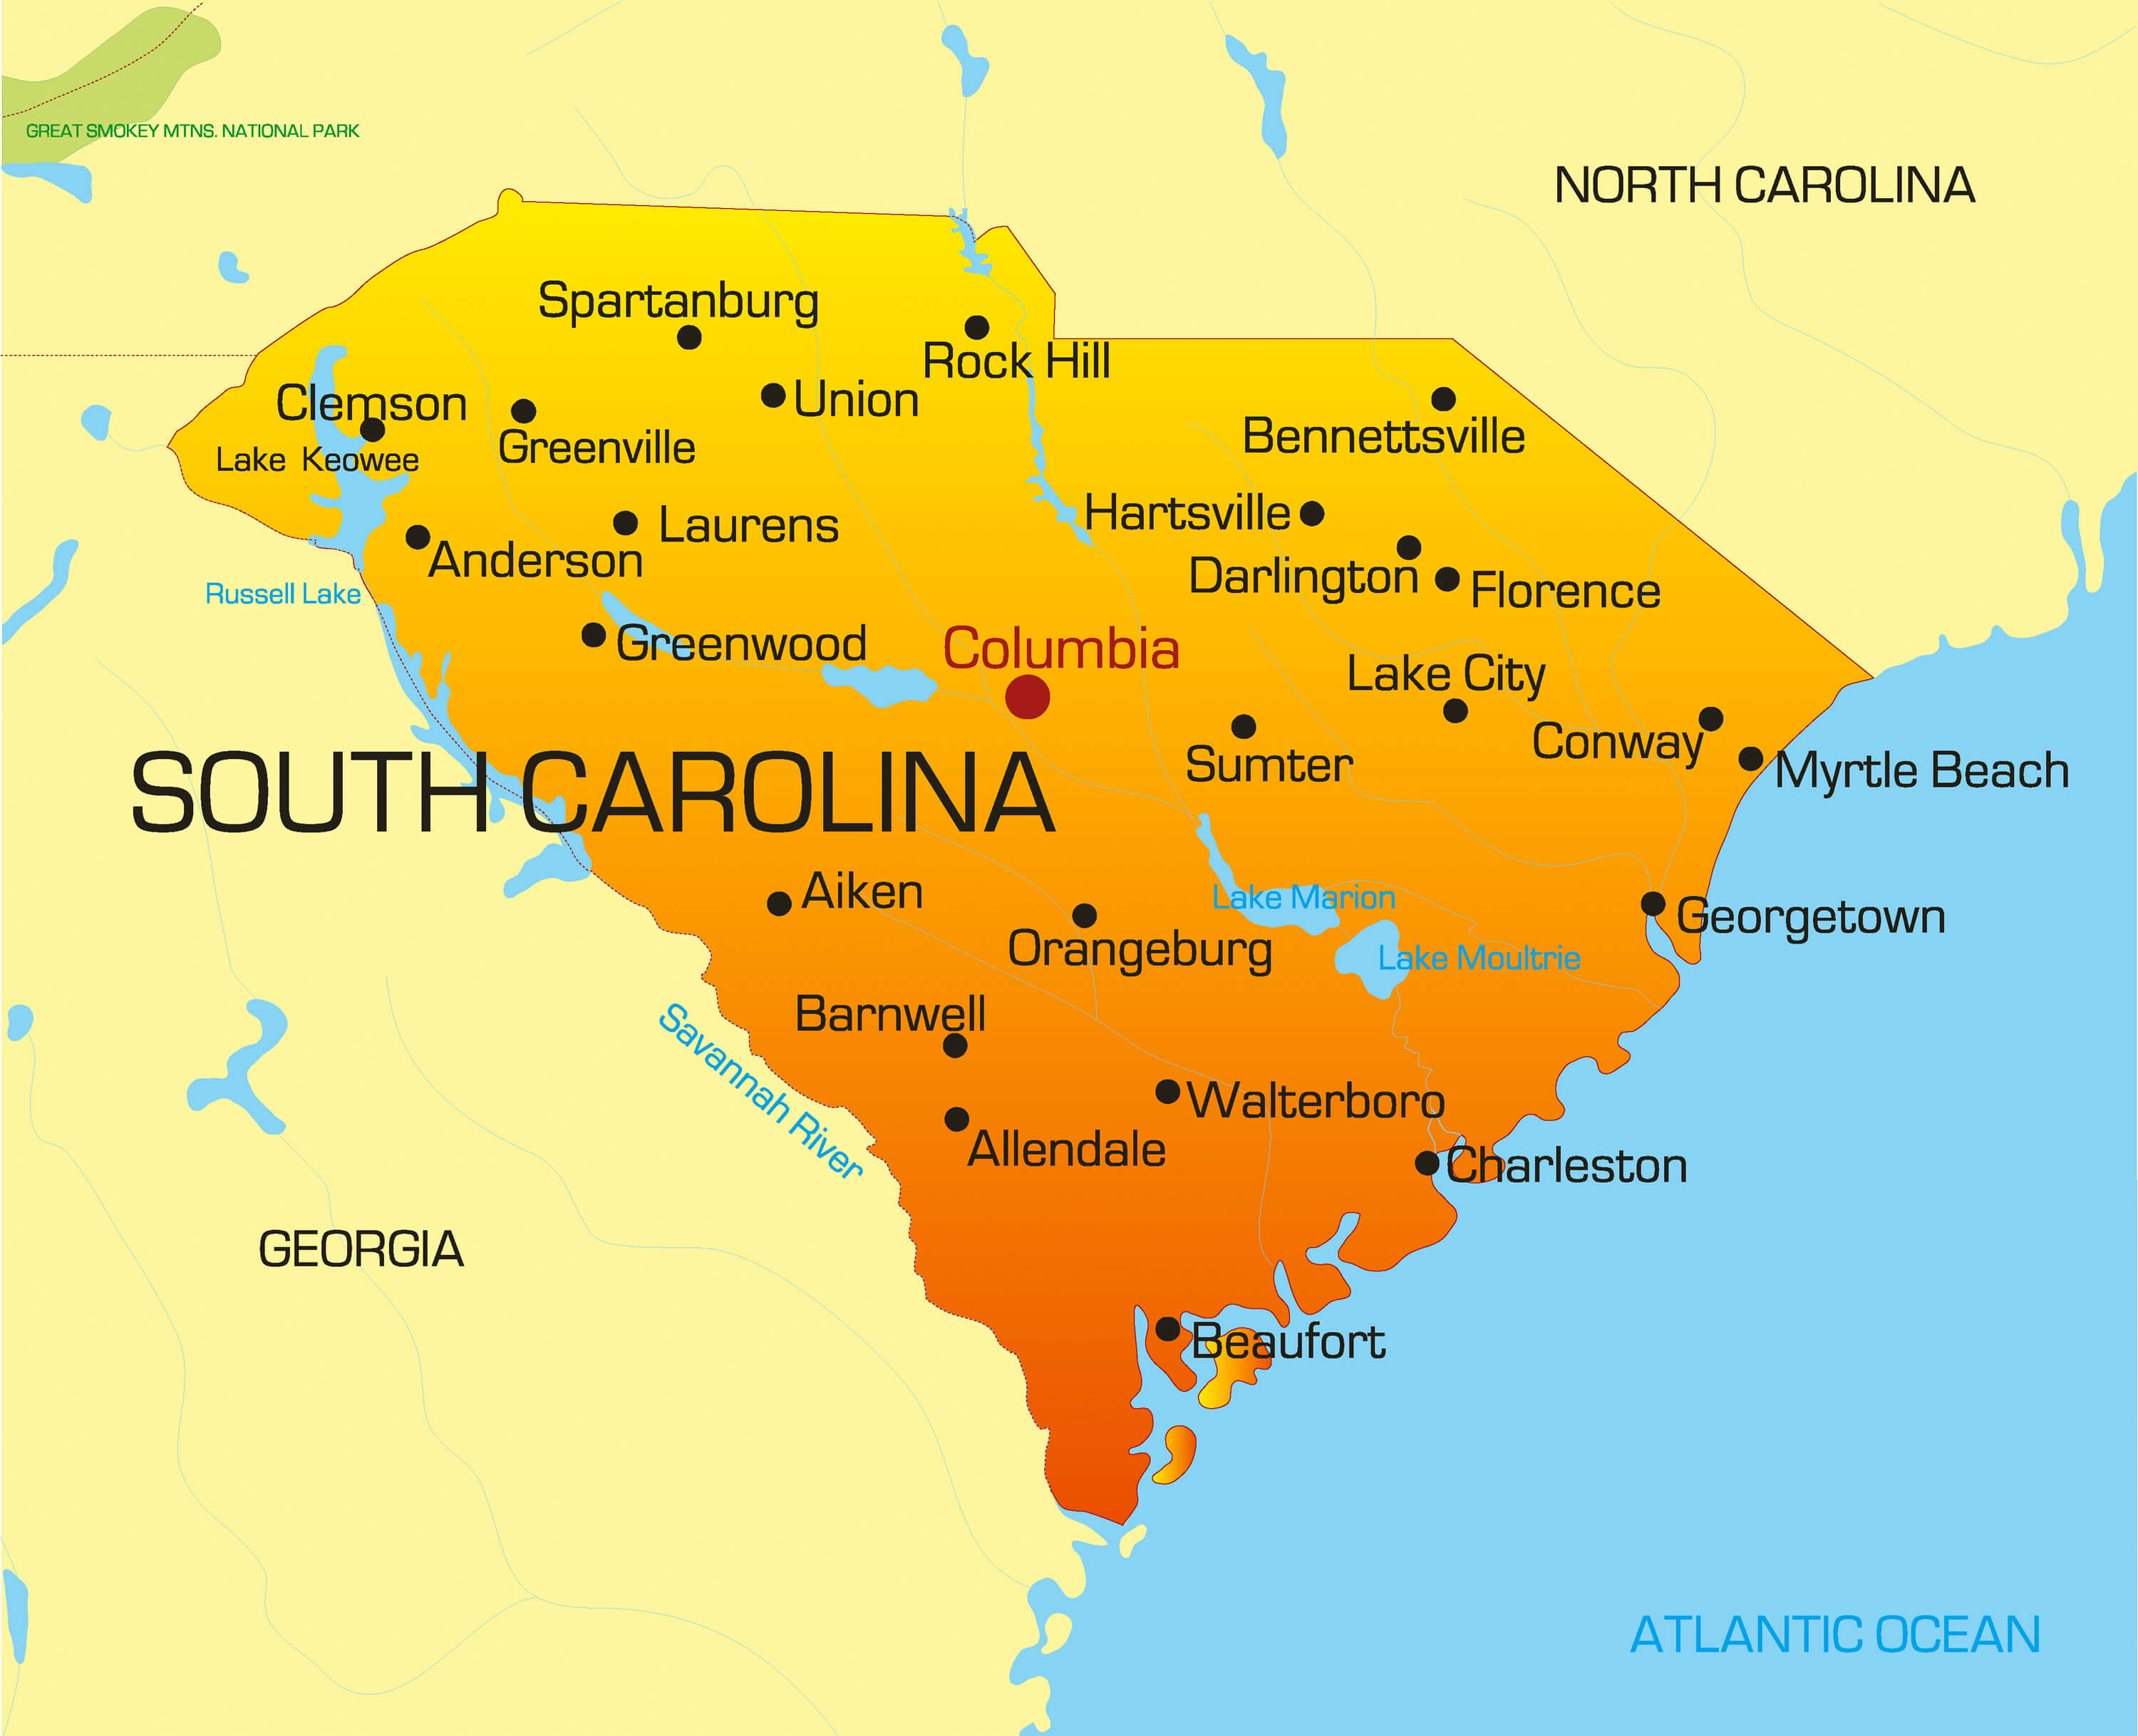 GREAT SMOKEY MTNS. NATIONAL PARK
NORTH CAROLINA
Spartanburg
Rock Hill
Clemson
Union
Greenville
Bennettsville
Lake Keowee
Hartsville
Laurens
Anderson
Darlington
Florence
Russell Lake
Greenwood
Columbia
Lake City
Conway
Sumter
Myrtle Beach
SOUTH CAROLINA
Aiken
Lake Marion
Georgetown
Orangeburg
Lake Moultrie
Barnwell
Savannah River
Walterboro
Allendale
Charleston
GEORGIA
Beaufort
ATLANTIC OCEAN